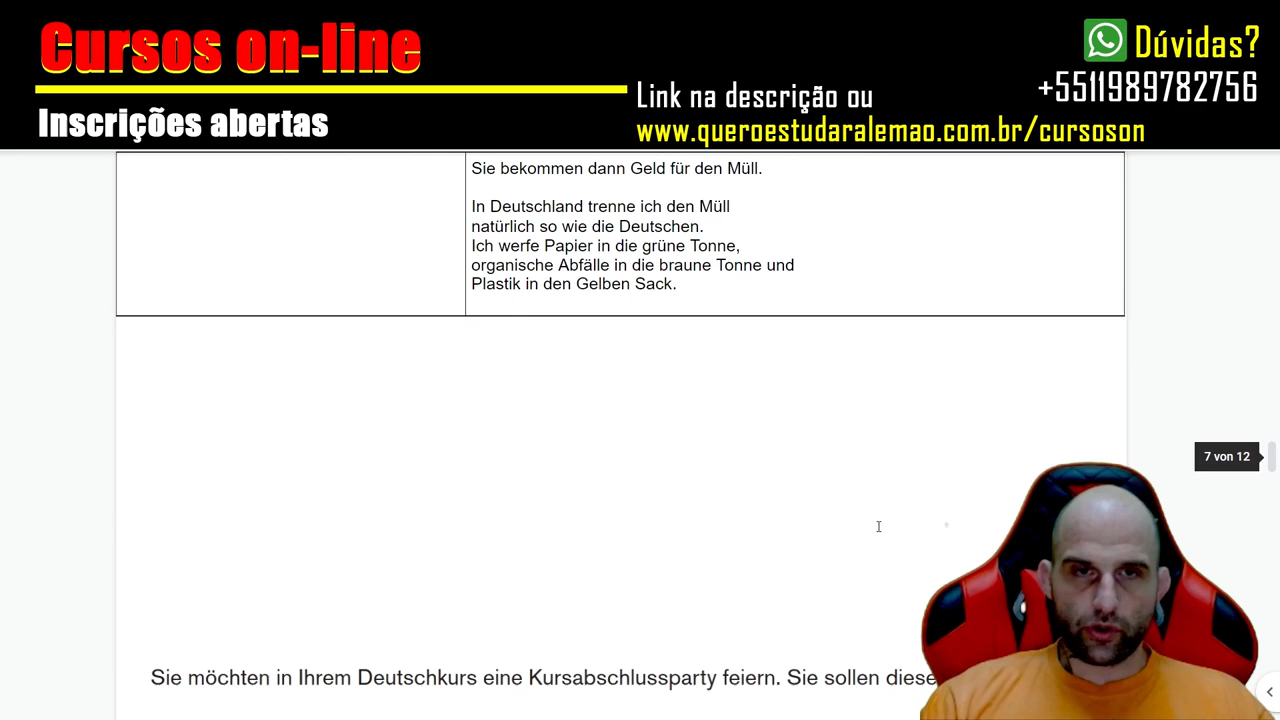 Cursos on-line
Inscrições abertas
Dúvidas?
+5511989782756
Link na descrição ou
www.queroestudaralemao.com.br/cursoson
Sie bekommen dann Geld für den Müll.
In Deutschland trenne ich den Müll
natürlich so wie die Deutschen.
Ich werfe Papier in die grüne Tonne,
organische Abfälle in die braune Tonne und
Plastik in den Gelben Sack.
7 von 12
Sie möchten in Ihrem Deutschkurs eine Kursabschlussparty feiern. Sie sollen diese